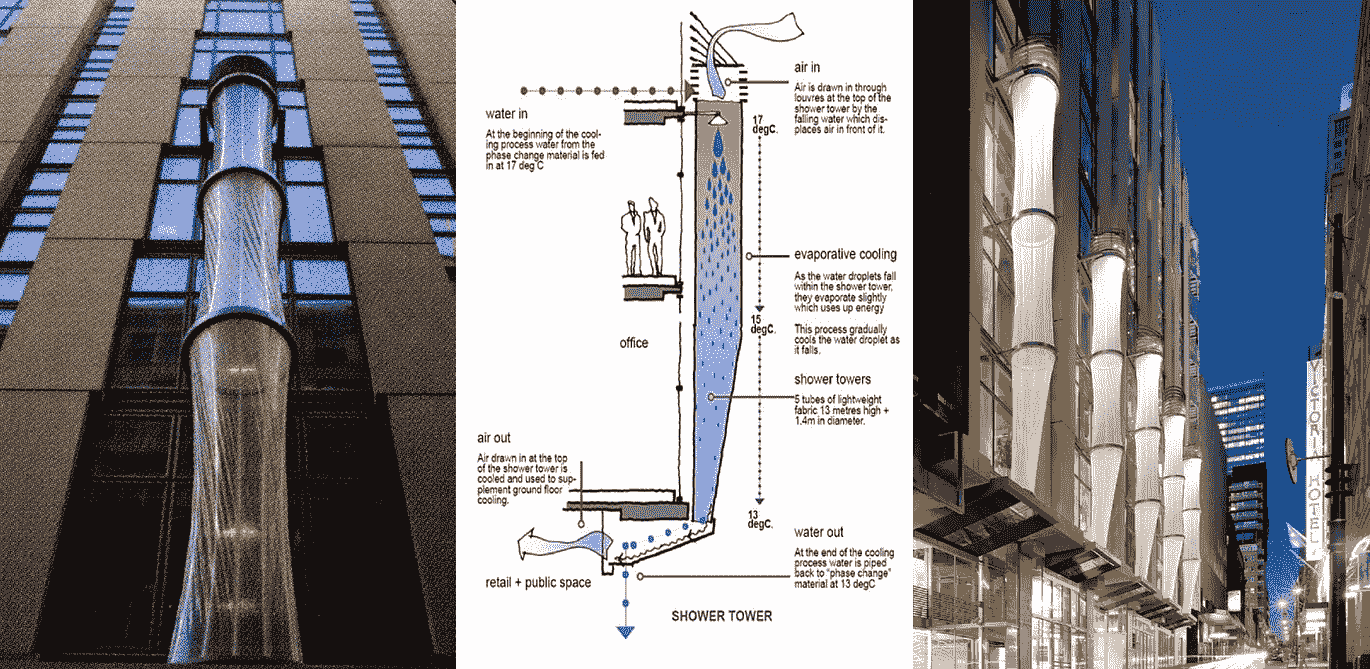 water in
At the beginning of the cool-
ing process water from the
phase change material is fed
in at 17 deg C
air in
Air is drawn in through
louvres at the top of the
shower tower by the
falling water which dis-
places air in front of it.
17
degC.
evaporative cooling
As the water droplets fall
within the shower tower,
they evaporate slightly
which uses up energy
This process gradually
cools the water droplet as
it falls.
15
degC.
office
shower towers
5 tubes of lightweight
fabric 13 metres high +
1.4m in diameter.
air out
Air drawn in at the top
of the shower tower is
cooled and used to sup-
plement ground floor
cooling.
13
degC.
water out
At the end of the cooling
process water is piped
back to "phase change"
material at 13 degC
retail + public space
SHOWER TOWER
VICTORIA HOTEL